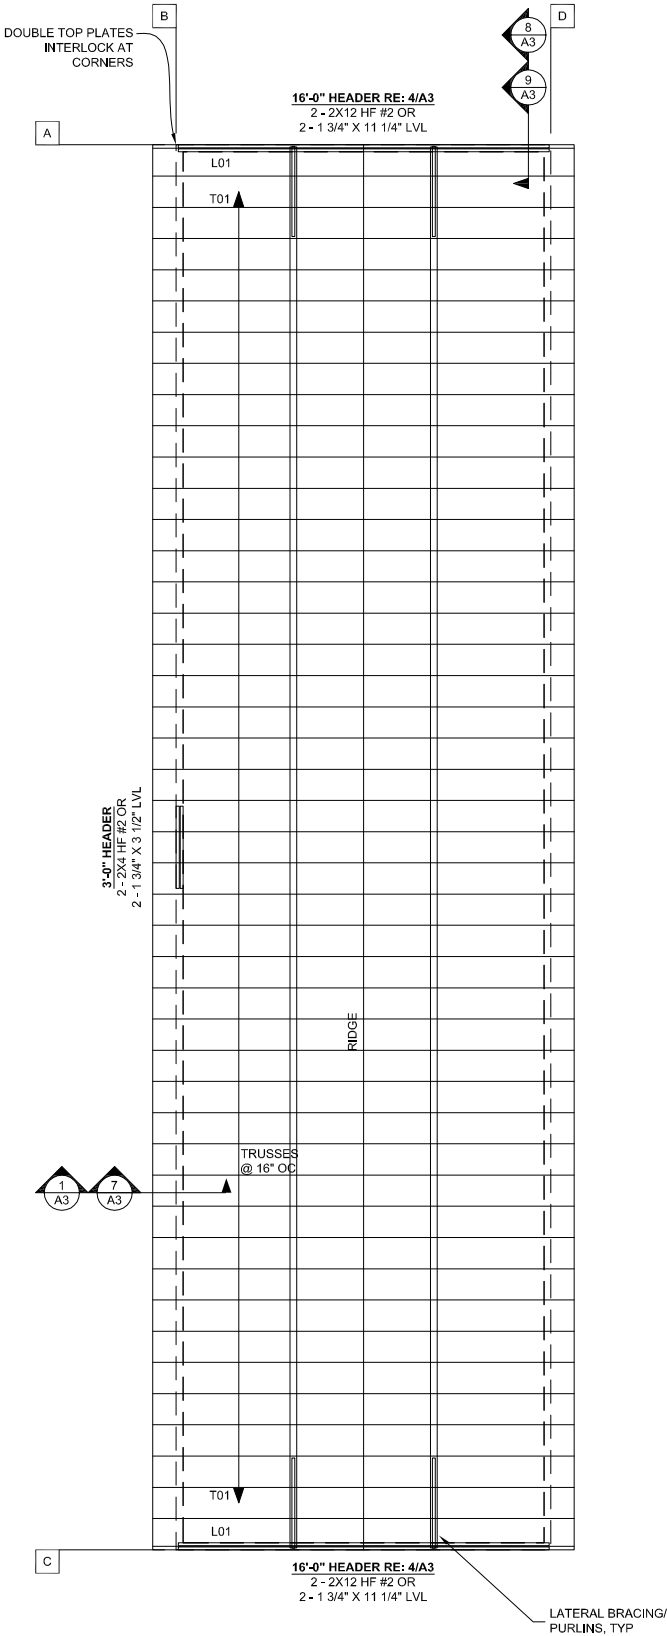 B
D
DOUBLE TOP PLATES
INTERLOCK AT
CORNERS
8
A3
9
A3
16'-0" HEADER RE: 4/A3
2 - 2X12 HF #2 OR
2 - 1 3/4" X 11 1/4" LVL
A
L01
T01
3'-0" HEADER
2 - 2X4 HF #2 OR
2 - 1 3/4" X 3 1/2" LVL
RIDGE
TRUSSES
@ 16" OC
1
A3
7
A3
T01
L01
C
16'-0" HEADER RE: 4/A3
2 - 2X12 HF #2 OR
2 - 1 3/4" X 11 1/4" LVL
LATERAL BRACING/
PURLINS, TYP